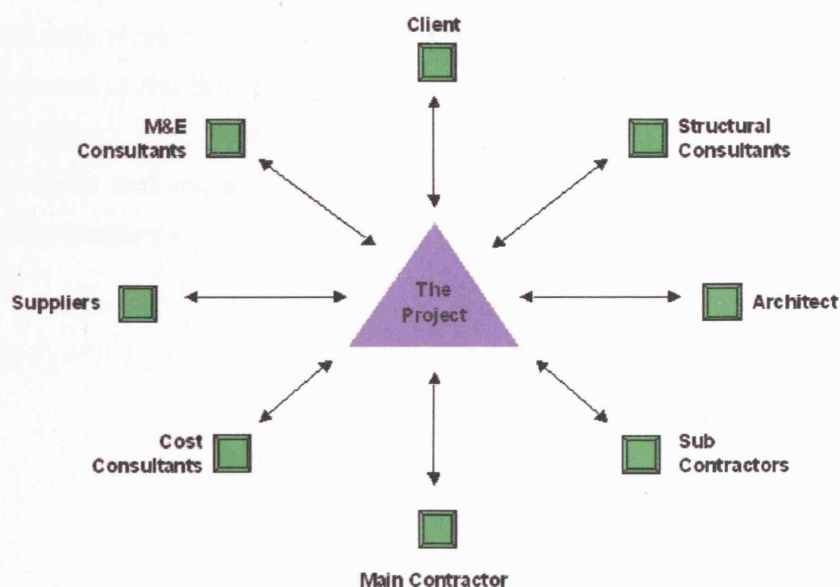 Client
M&E
Consultants
Structural
Consultants
Suppliers
The
Project
Architect
Cost
Consultants
Sub
Contractors
Main Contractor